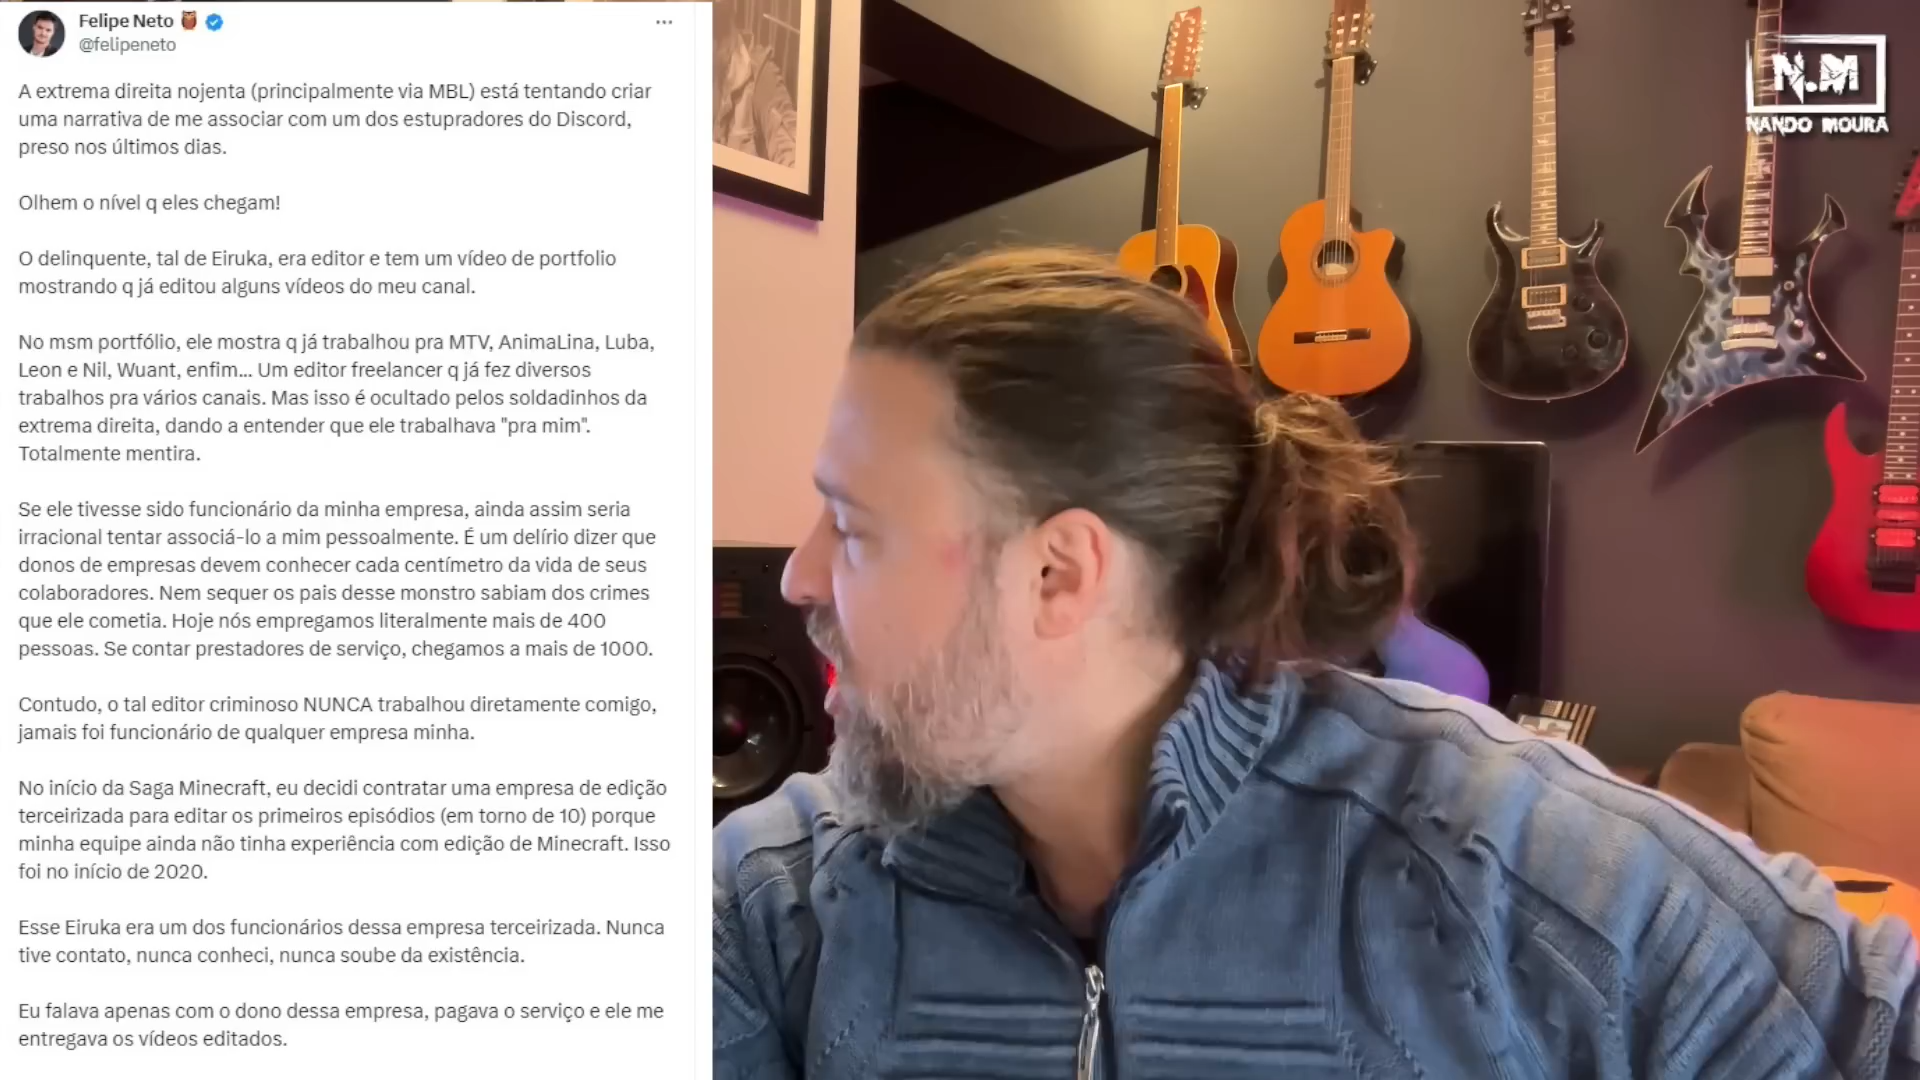 Felipe Neto
@felipeneto
A extrema direita nojenta (principalmente via MBL) está tentando criar
uma narrativa de me associar com um dos estupradores do Discord,
preso nos últimos dias.
Olhem o nível q eles chegam!
O delinquente, tal de Eiruka, era editor e tem um vídeo de portfolio
mostrando q já editou alguns vídeos do meu canal.
No msm portfólio, ele mostra q já trabalhou pra MTV, AnimaLina, Luba,
Leon e Nil, Wuant, enfim... Um editor freelancer q já fez diversos
trabalhos pra vários canais. Mas isso é ocultado pelos soldadinhos da
extrema direita, dando a entender que ele trabalhava "pra mim".
Totalmente mentira.
Se ele tivesse sido funcionário da minha empresa, ainda assim seria
irracional tentar associá-lo a mim pessoalmente. É um delírio dizer que
donos de empresas devem conhecer cada centímetro da vida de seus
colaboradores. Nem sequer os pais desse monstro sabiam dos crimes
que ele cometia. Hoje nós empregamos literalmente mais de 400
pessoas. Se contar prestadores de serviço, chegamos a mais de 1000.
Contudo, o tal editor criminoso NUNCA trabalhou diretamente comigo,
jamais foi funcionário de qualquer empresa minha.
No início da Saga Minecraft, eu decidi contratar uma empresa de edição
terceirizada para editar os primeiros episódios (em torno de 10) porque
minha equipe ainda não tinha experiência com edição de Minecraft. Isso
foi no início de 2020.
Esse Eiruka era um dos funcionários dessa empresa terceirizada. Nunca
tive contato, nunca conheci, nunca soube da existência.
Eu falava apenas com o dono dessa empresa, pagava o serviço e ele me
entregava os vídeos editados.
N.M
NANDO MOURA